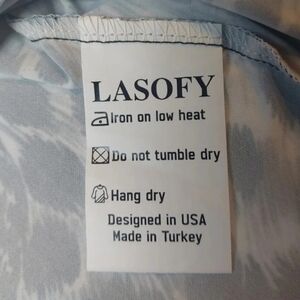 LASOFY
Iron on low heat
Do not tumble dry
Hang dry
Designed in USA
Made in Turkey